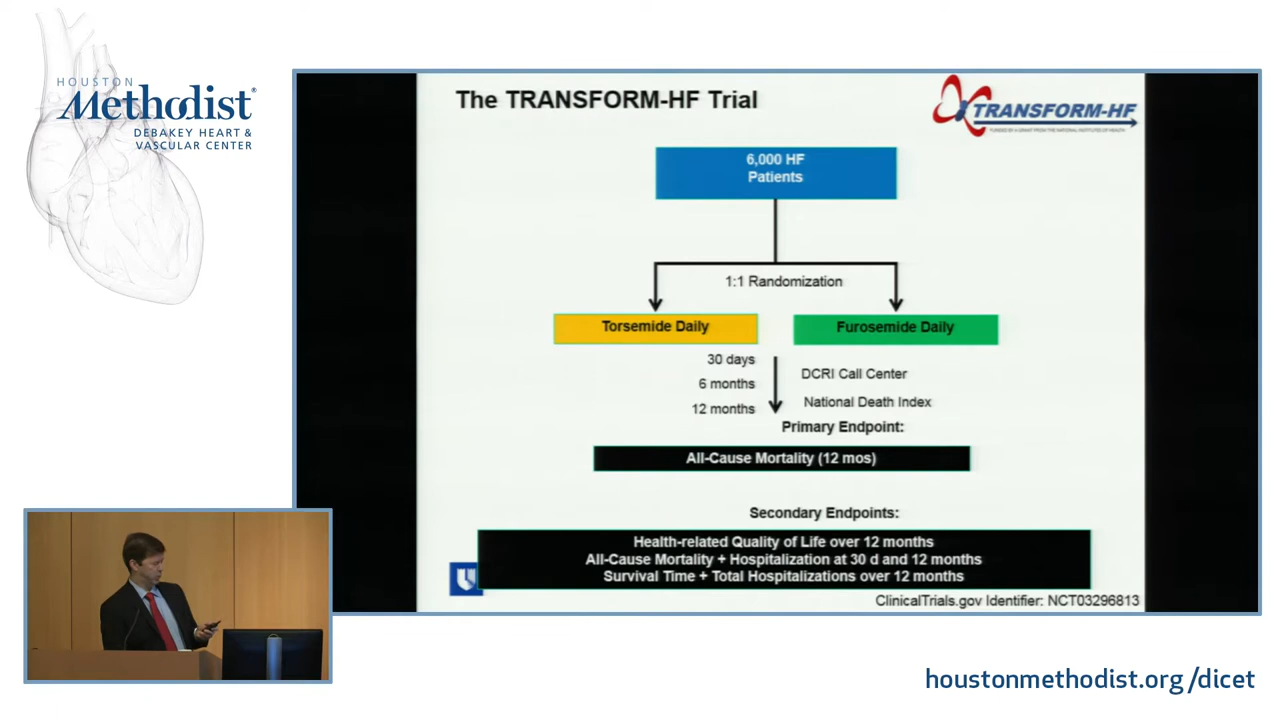 HOUSTON
Methodist®
DEBAKEY HEART &
VASCULAR CENTER
The TRANSFORM-HF Trial
TRANSFORM-HF
FUNDED BY A GRANT FROM THE NATIONAL INSTITUTES OF HEALTH
6,000 HF
Patients
1:1 Randomization
Torsemide Daily
Furosemide Daily
30 days
6 months
12 months
DCRI Call Center
National Death Index
Primary Endpoint:
All-Cause Mortality (12 mos)
Secondary Endpoints:
Health-related Quality of Life over 12 months
All-Cause Mortality + Hospitalization at 30 d and 12 months
Survival Time + Total Hospitalizations over 12 months
ClinicalTrials.gov Identifier: NCT03296813
houstonmethodist.org/dicet